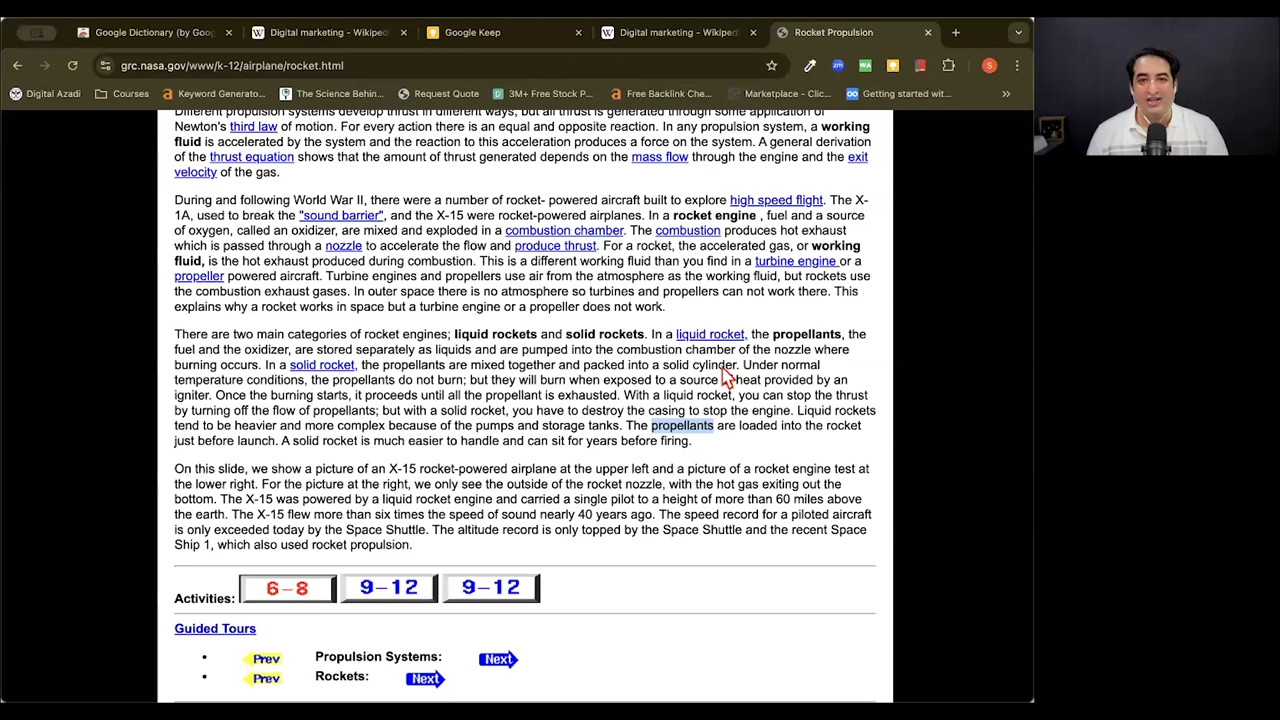 Google Dictionary (by Goog
Digital marketing - Wikiped
Google Keep
Digital marketing - Wikiped
Rocket Propulsion
grc.nasa.gov/www/k-12/airplane/rocket.html
S
Digital Azadi
Courses
Keyword Generato...
The Science Behin...
Request Quote
3M+ Free Stock P...
Free Backlink Che...
Marketplace - Clic...
Getting started wit...
Different propulsion systems develop thrust in different ways, but all thrust is generated through some application of
Newton's third law of motion. For every action there is an equal and opposite reaction. In any propulsion system, a working
fluid is accelerated by the system and the reaction to this acceleration produces a force on the system. A general derivation
of the thrust equation shows that the amount of thrust generated depends on the mass flow through the engine and the exit
velocity of the gas.
During and following World War II, there were a number of rocket- powered aircraft built to explore high speed flight. The X-
1A, used to break the "sound barrier", and the X-15 were rocket-powered airplanes. In a rocket engine , fuel and a source
of oxygen, called an oxidizer, are mixed and exploded in a combustion chamber. The combustion produces hot exhaust
which is passed through a nozzle to accelerate the flow and produce thrust. For a rocket, the accelerated gas, or working
fluid, is the hot exhaust produced during combustion. This is a different working fluid than you find in a turbine engine or a
propeller powered aircraft. Turbine engines and propellers use air from the atmosphere as the working fluid, but rockets use
the combustion exhaust gases. In outer space there is no atmosphere so turbines and propellers can not work there. This
explains why a rocket works in space but a turbine engine or a propeller does not work.
There are two main categories of rocket engines; liquid rockets and solid rockets. In a liquid rocket, the propellants, the
fuel and the oxidizer, are stored separately as liquids and are pumped into the combustion chamber of the nozzle where
burning occurs. In a solid rocket, the propellants are mixed together and packed into a solid cylinder. Under normal
temperature conditions, the propellants do not burn; but they will burn when exposed to a source heat provided by an
igniter. Once the burning starts, it proceeds until all the propellant is exhausted. With a liquid rocket, you can stop the thrust
by turning off the flow of propellants; but with a solid rocket, you have to destroy the casing to stop the engine. Liquid rockets
tend to be heavier and more complex because of the pumps and storage tanks. The propellants are loaded into the rocket
just before launch. A solid rocket is much easier to handle and can sit for years before firing.
On this slide, we show a picture of an X-15 rocket-powered airplane at the upper left and a picture of a rocket engine test at
the lower right. For the picture at the right, we only see the outside of the rocket nozzle, with the hot gas exiting out the
bottom. The X-15 was powered by a liquid rocket engine and carried a single pilot to a height of more than 60 miles above
the earth. The X-15 flew more than six times the speed of sound nearly 40 years ago. The speed record for a piloted aircraft
is only exceeded today by the Space Shuttle. The altitude record is only topped by the Space Shuttle and the recent Space
Ship 1, which also used rocket propulsion.
Activities: 6-8 9-12 9-12
Guided Tours
• Prev Propulsion Systems: Next
• Prev Rockets: Next